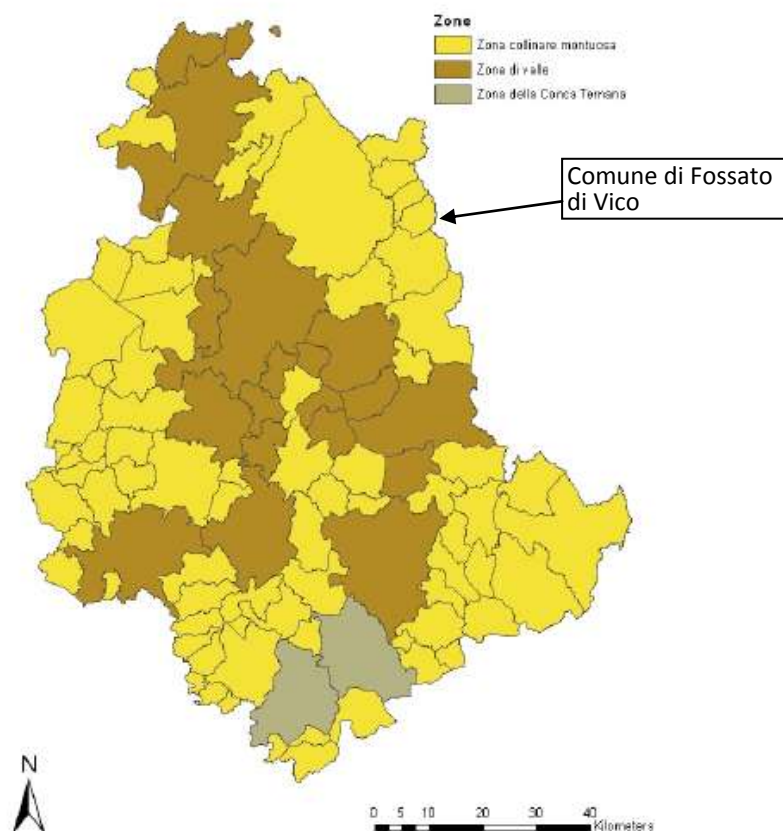 Zone
Zona collinare montuosa
Zona di valle
Zona della Conca Ternana
Comune di Fossato
di Vico
N
0 5 10 20 30 40
Kilometers